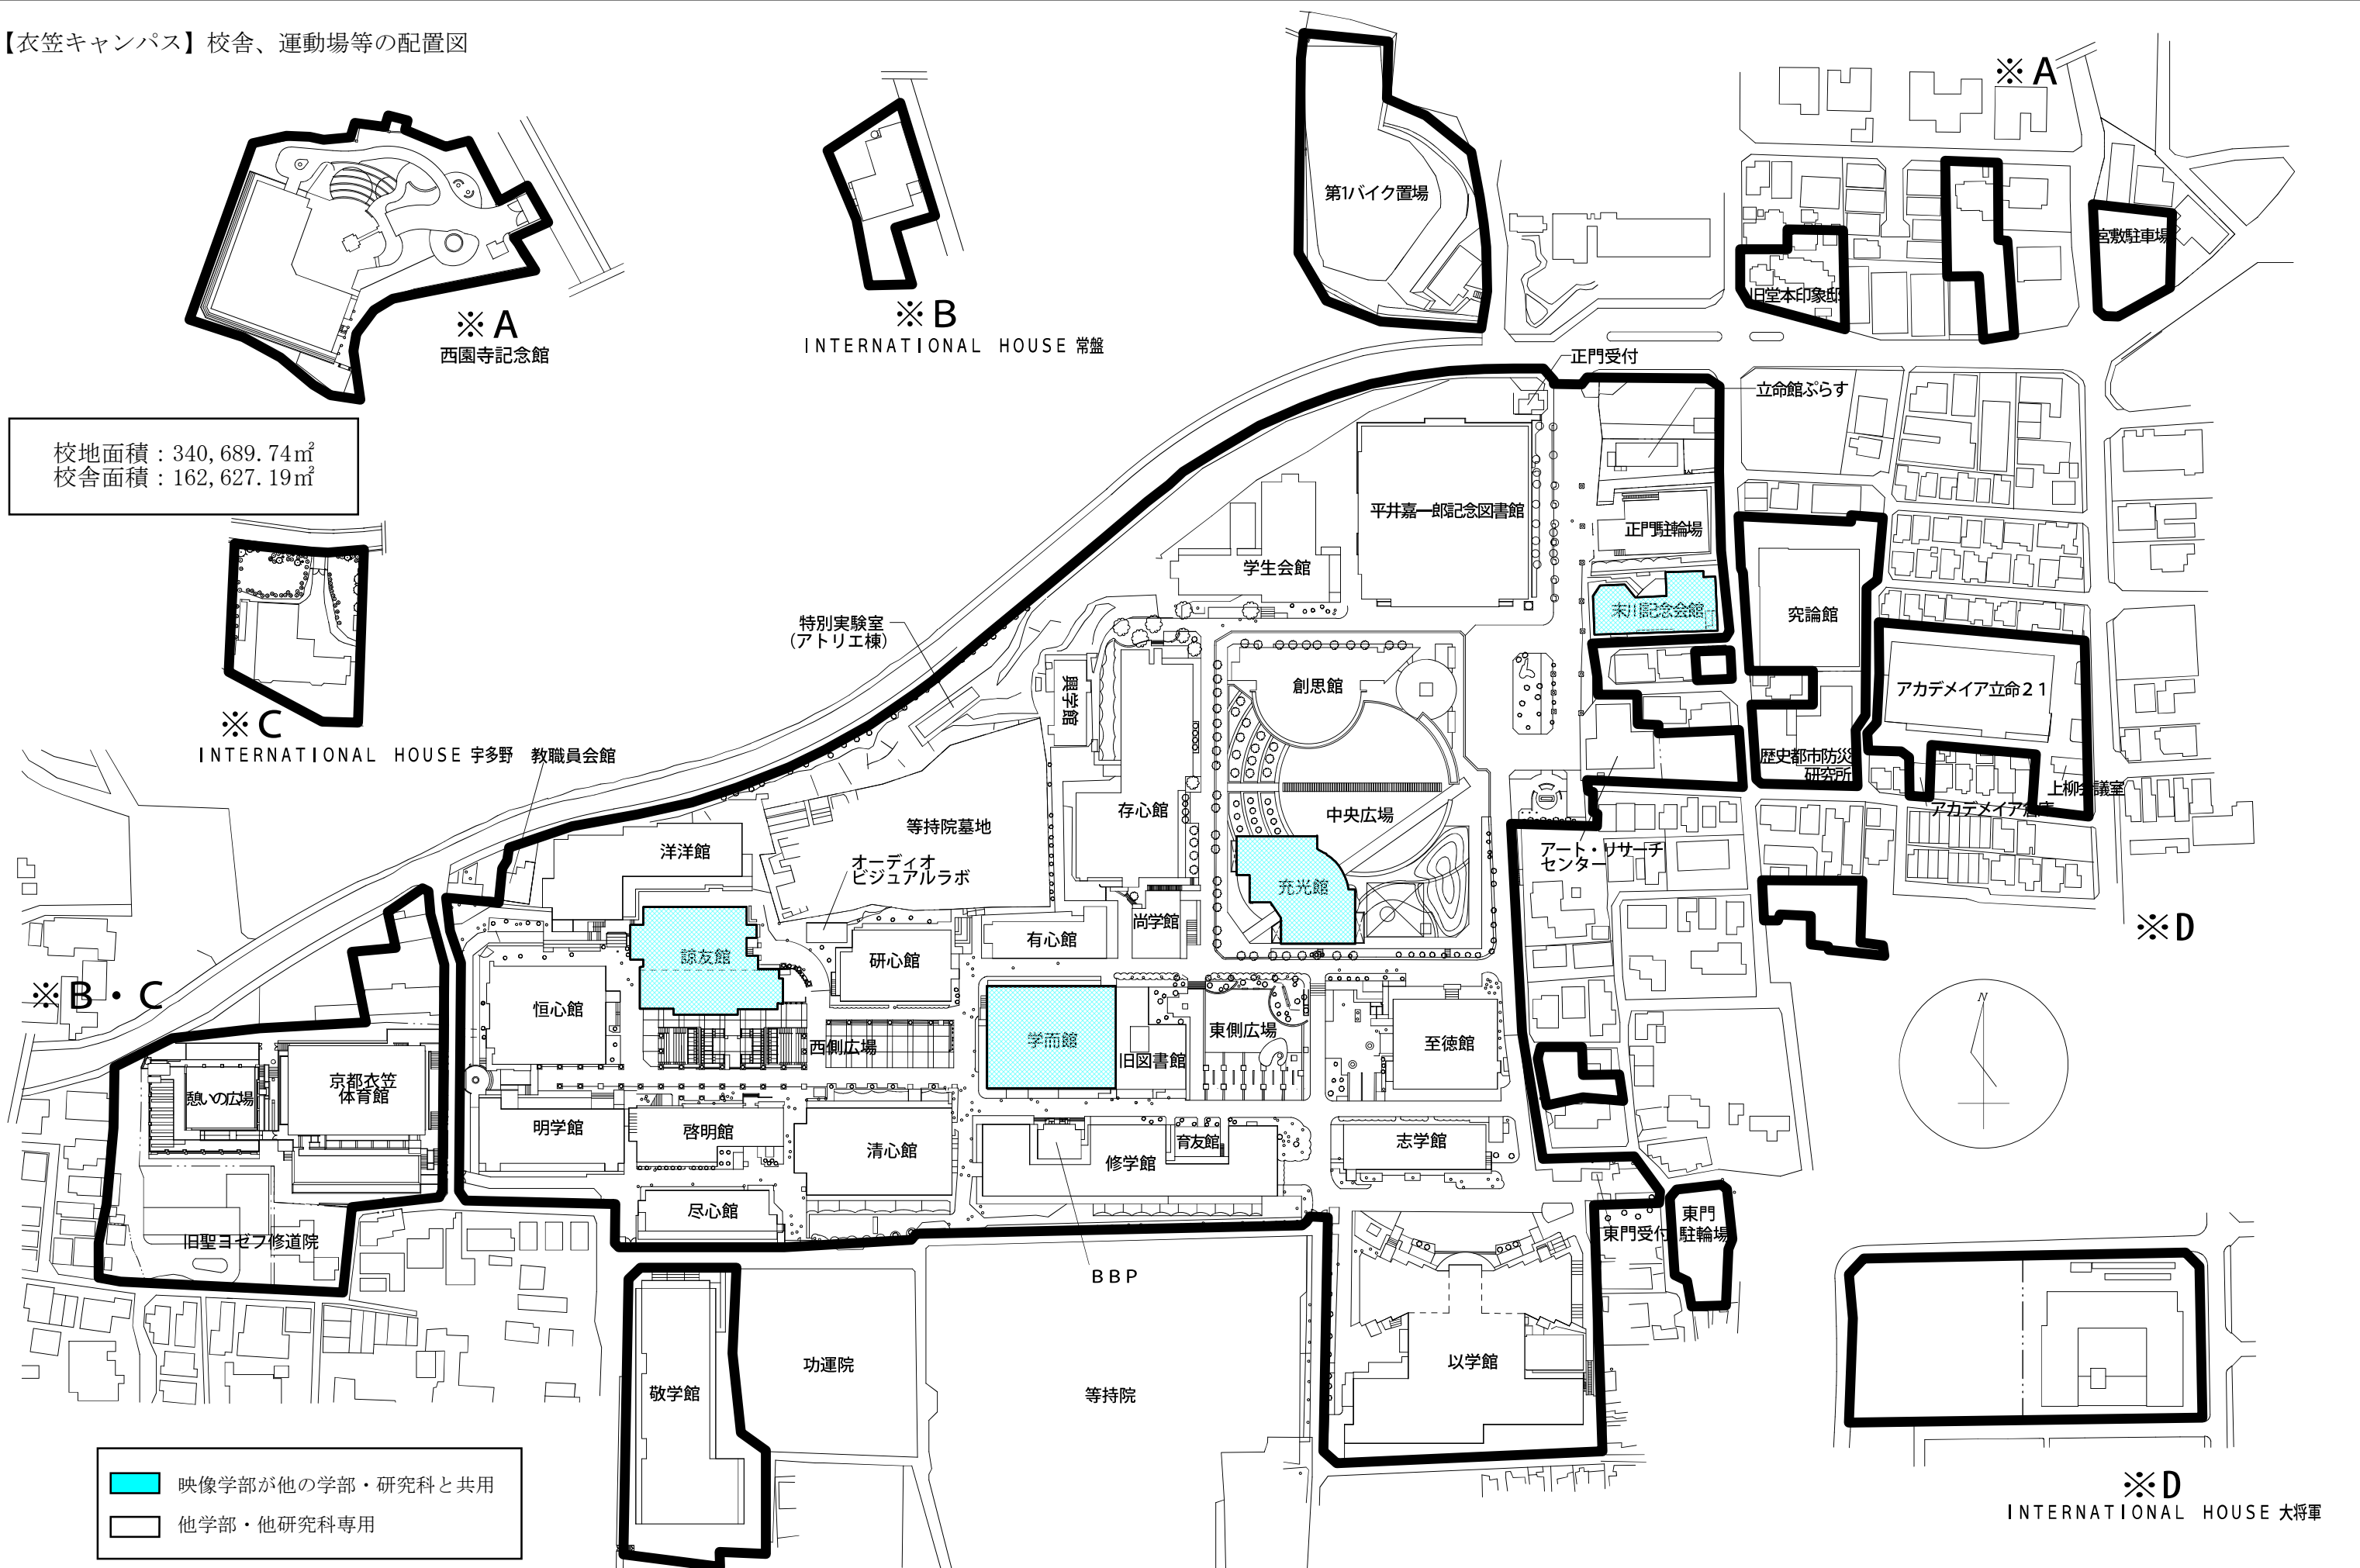 【衣笠キャンパス】校舎、運動場等の配置図
※A
西園寺記念館
※B
INTERNATIONAL HOUSE 常盤
第1バイク置場
※A
旧堂本印象邸
宮敷駐車場
校地面積：340,689.74㎡
校舎面積：162,627.19㎡
正門受付
立命館ぷらす
平井嘉一郎記念図書館
正門駐輪場
学生会館
末川記念会館
究論館
特別実験室
(アトリエ棟)
興学館
創思館
アカデメイア立命２１
※C
INTERNATIONAL HOUSE 宇多野
教職員会館
歴史都市防災
研究所
上柳会議室
アカデメイア倉庫
存心館
中央広場
等持院墓地
洋洋館
オーディオ
ビジュアルラボ
アート・リサーチ
センター
充光館
尚学館
有心館
諒友館
研心館
※D
※B・C
恒心館
西側広場
学而館
旧図書館
東側広場
至徳館
N
憩いの広場
京都衣笠
体育館
明学館
啓明館
清心館
修学館
育友館
志学館
尽心館
旧聖ヨゼフ修道院
東門受付
東門
駐輪場
ＢＢＰ
敬学館
功運院
等持院
以学館
映像学部が他の学部・研究科と共用
他学部・他研究科専用
※D
INTERNATIONAL HOUSE 大将軍